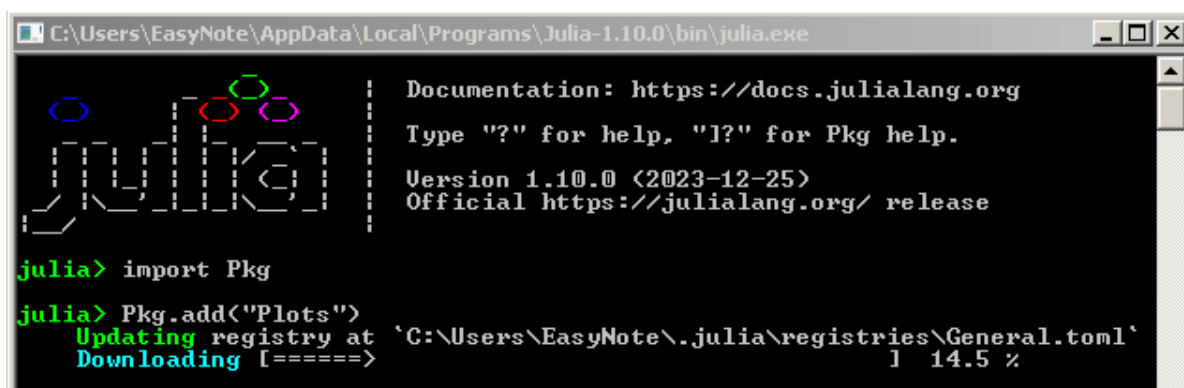 C:\Users\EasyNote\AppData\Local\Programs\Julia-1.10.0\bin\julia.exe
Documentation: https://docs.julialang.org
Type "?" for help, "]?" for Pkg help.
Version 1.10.0 (2023-12-25)
Official https://julialang.org/ release
julia> import Pkg
julia> Pkg.add("Plots")
Updating registry at `C:\Users\EasyNote\.julia\registries\General.toml`
Downloading [======>                                        ]  14.5 %